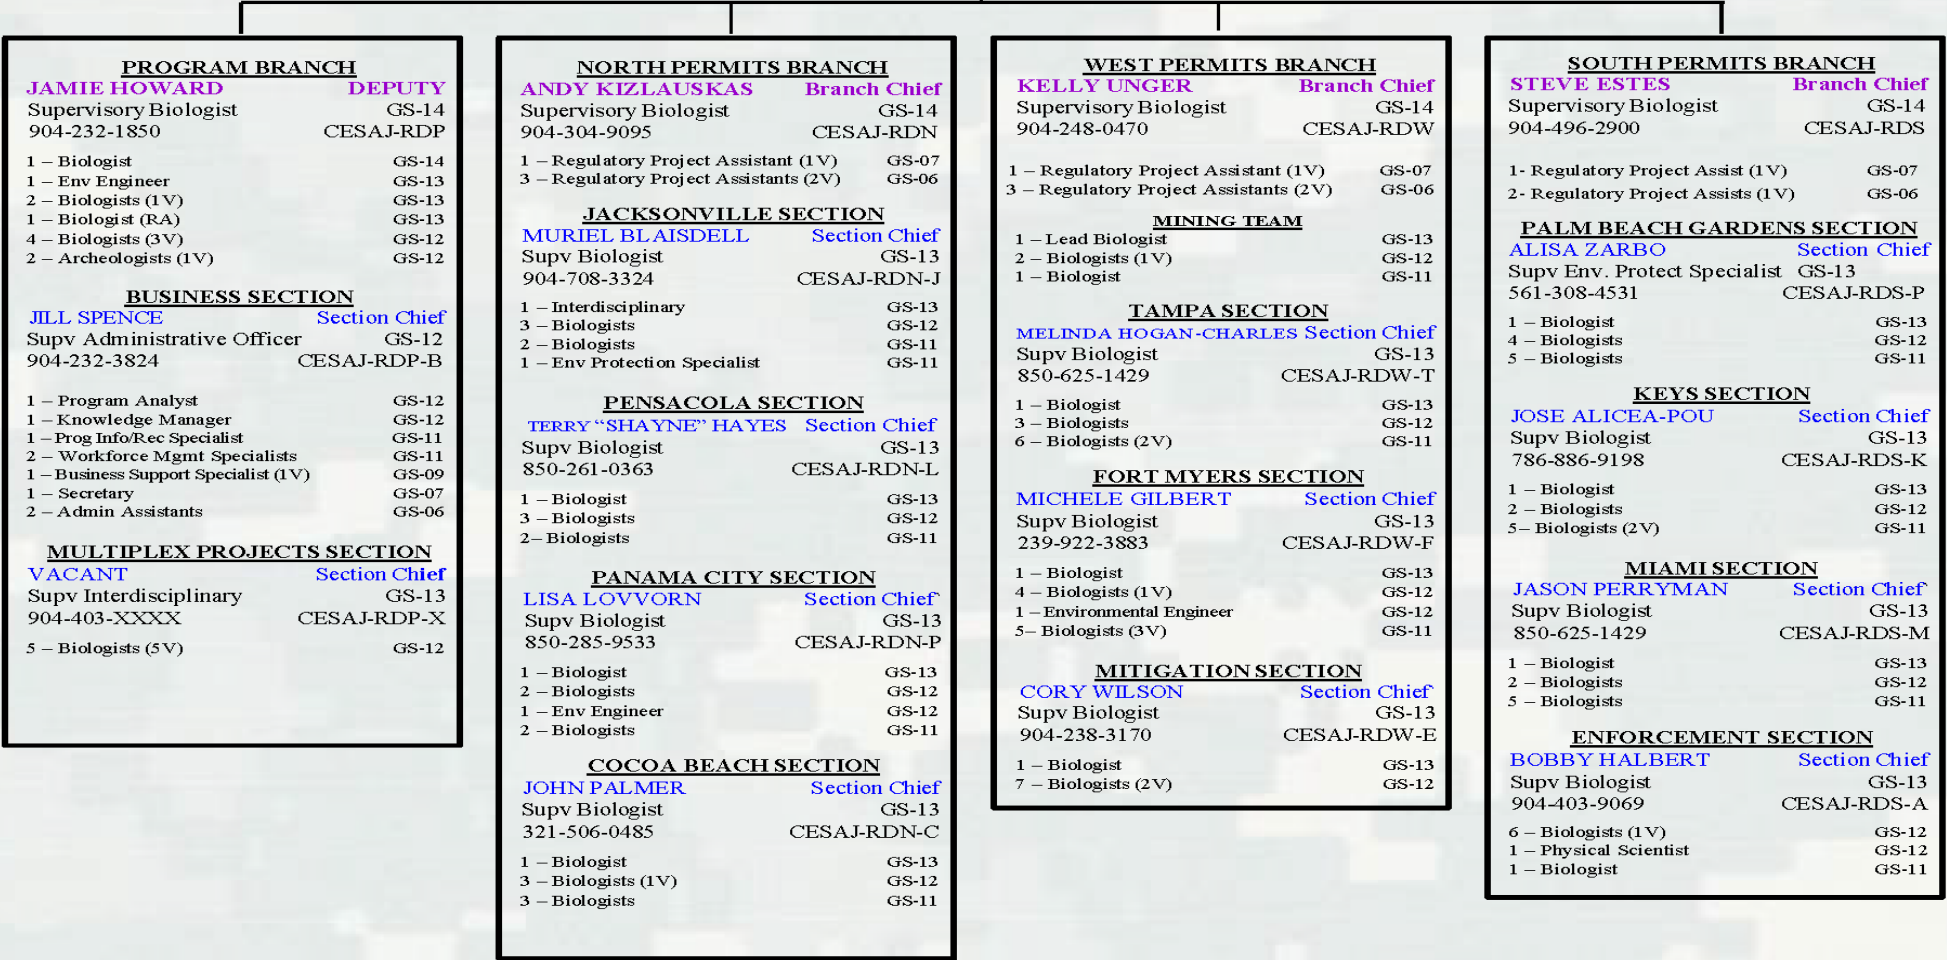 PROGRAM BRANCH
JAMIE HOWARD DEPUTY
Supervisory Biologist GS-14
904-232-1850 CESAJ-RDP
1 – Biologist GS-14
1 – Env Engineer GS-13
2 – Biologists (1V) GS-13
1 – Biologist (RA) GS-13
4 – Biologists (3V) GS-12
2 – Archeologists (1V) GS-12
BUSINESS SECTION
JILL SPENCE Section Chief
Supv Administrative Officer GS-12
904-232-3824 CESAJ-RDP-B
1 – Program Analyst GS-12
1 – Knowledge Manager GS-12
1 – Prog Info/Rec Specialist GS-11
2 – Workforce Mgmt Specialists GS-11
1 – Business Support Specialist (1V) GS-09
1 – Secretary GS-07
2 – Admin Assistants GS-06
MULTIPLEX PROJECTS SECTION
VACANT Section Chief
Supv Interdisciplinary GS-13
904-403-XXXX CESAJ-RDP-X
5 – Biologists (5V) GS-12
NORTH PERMITS BRANCH
ANDY KIZLAUSKAS Branch Chief
Supervisory Biologist GS-14
904-304-9095 CESAJ-RDN
1 – Regulatory Project Assistant (1V) GS-07
3 – Regulatory Project Assistants (2V) GS-06
JACKSONVILLE SECTION
MURIEL BLAISDELL Section Chief
Supv Biologist GS-13
904-708-3324 CESAJ-RDN-J
1 – Interdisciplinary GS-13
3 – Biologists GS-12
2 – Biologists GS-11
1 – Env Protection Specialist GS-11
PENSACOLA SECTION
TERRY “SHAYNE” HAYES Section Chief
Supv Biologist GS-13
850-261-0363 CESAJ-RDN-L
1 – Biologist GS-13
3 – Biologists GS-12
2– Biologists GS-11
PANAMA CITY SECTION
LISA LOVVORN Section Chief
Supv Biologist GS-13
850-285-9533 CESAJ-RDN-P
1 – Biologist GS-13
2 – Biologists GS-12
1 – Env Engineer GS-12
2 – Biologists GS-11
COCOA BEACH SECTION
JOHN PALMER Section Chief
Supv Biologist GS-13
321-506-0485 CESAJ-RDN-C
1 – Biologist GS-13
3 – Biologists (1V) GS-12
3 – Biologists GS-11
WEST PERMITS BRANCH
KELLY UNGER Branch Chief
Supervisory Biologist GS-14
904-248-0470 CESAJ-RDW
1 – Regulatory Project Assistant (1V) GS-07
3 – Regulatory Project Assistants (2V) GS-06
MINING TEAM
1 – Lead Biologist GS-13
2 – Biologists (1V) GS-12
1 – Biologist GS-11
TAMPA SECTION
MELINDA HOGAN-CHARLES Section Chief
Supv Biologist GS-13
850-625-1429 CESAJ-RDW-T
1 – Biologist GS-13
3 – Biologists GS-12
6 – Biologists (2V) GS-11
FORT MYERS SECTION
MICHELE GILBERT Section Chief
Supv Biologist GS-13
239-922-3883 CESAJ-RDW-F
1 – Biologist GS-13
4 – Biologists (1V) GS-12
1 – Environmental Engineer GS-12
5– Biologists (3V) GS-11
MITIGATION SECTION
CORY WILSON Section Chief
Supv Biologist GS-13
904-238-3170 CESAJ-RDW-E
1 – Biologist GS-13
7 – Biologists (2V) GS-12
SOUTH PERMITS BRANCH
STEVE ESTES Branch Chief
Supervisory Biologist GS-14
904-496-2900 CESAJ-RDS
1- Regulatory Project Assist (1V) GS-07
2- Regulatory Project Assists (1V) GS-06
PALM BEACH GARDENS SECTION
ALISA ZARBO Section Chief
Supv Env. Protect Specialist GS-13
561-308-4531 CESAJ-RDS-P
1 – Biologist GS-13
4 – Biologists GS-12
5 – Biologists GS-11
KEYS SECTION
JOSE ALICEA-POU Section Chief
Supv Biologist GS-13
786-886-9198 CESAJ-RDS-K
1 – Biologist GS-13
2 – Biologists GS-12
5– Biologists (2V) GS-11
MIAMI SECTION
JASON PERRYMAN Section Chief
Supv Biologist GS-13
850-625-1429 CESAJ-RDS-M
1 – Biologist GS-13
2 – Biologists GS-12
5 – Biologists GS-11
ENFORCEMENT SECTION
BOBBY HALBERT Section Chief
Supv Biologist GS-13
904-403-9069 CESAJ-RDS-A
6 – Biologists (1V) GS-12
1 – Physical Scientist GS-12
1 – Biologist GS-11